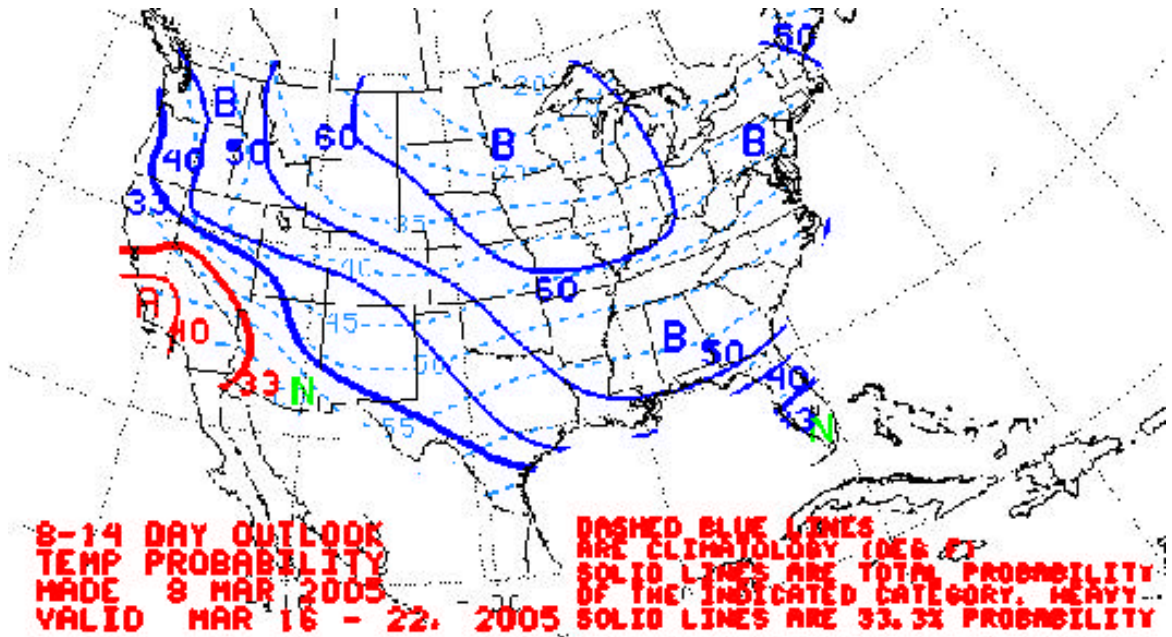 50
B
20
B
60
B
50
40
25
33
35
40
60
A
40
45
B
50
50
40
33
N
55
N
8-14 DAY OUTLOOK
TEMP PROBABILITY
MADE 8 MAR 2005
VALID MAR 16 - 22, 2005
DASHED BLUE LINES
ARE CLIMATOLOGY (DEG F)
SOLID LINES ARE TOTAL PROBABILITY
OF THE INDICATED CATEGORY. HEAVY
SOLID LINES ARE 33.3% PROBABILITY